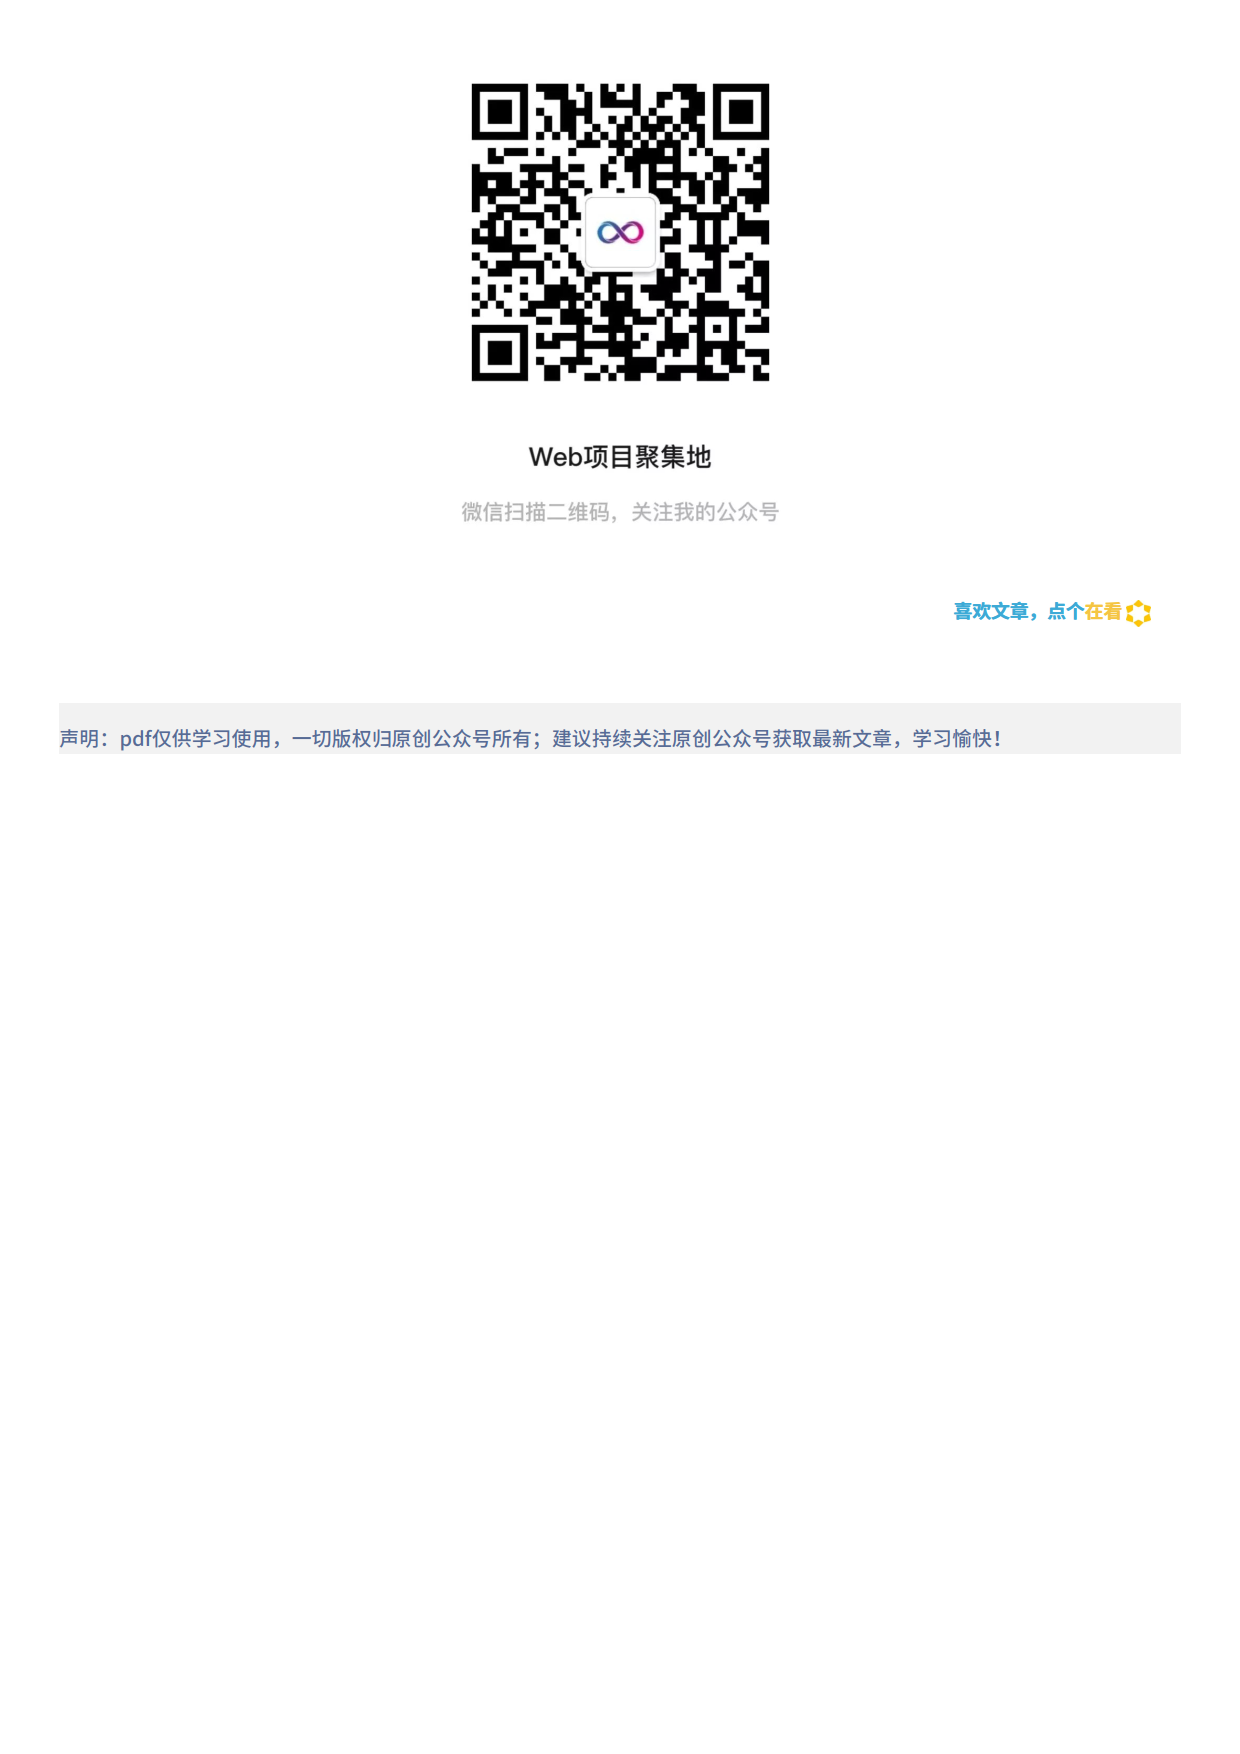 Web项目聚集地
微信扫描二维码，关注我的公众号
喜欢文章，点个在看
声明：pdf仅供学习使用，一切版权归原创公众号所有；建议持续关注原创公众号获取最新文章，学习愉快！